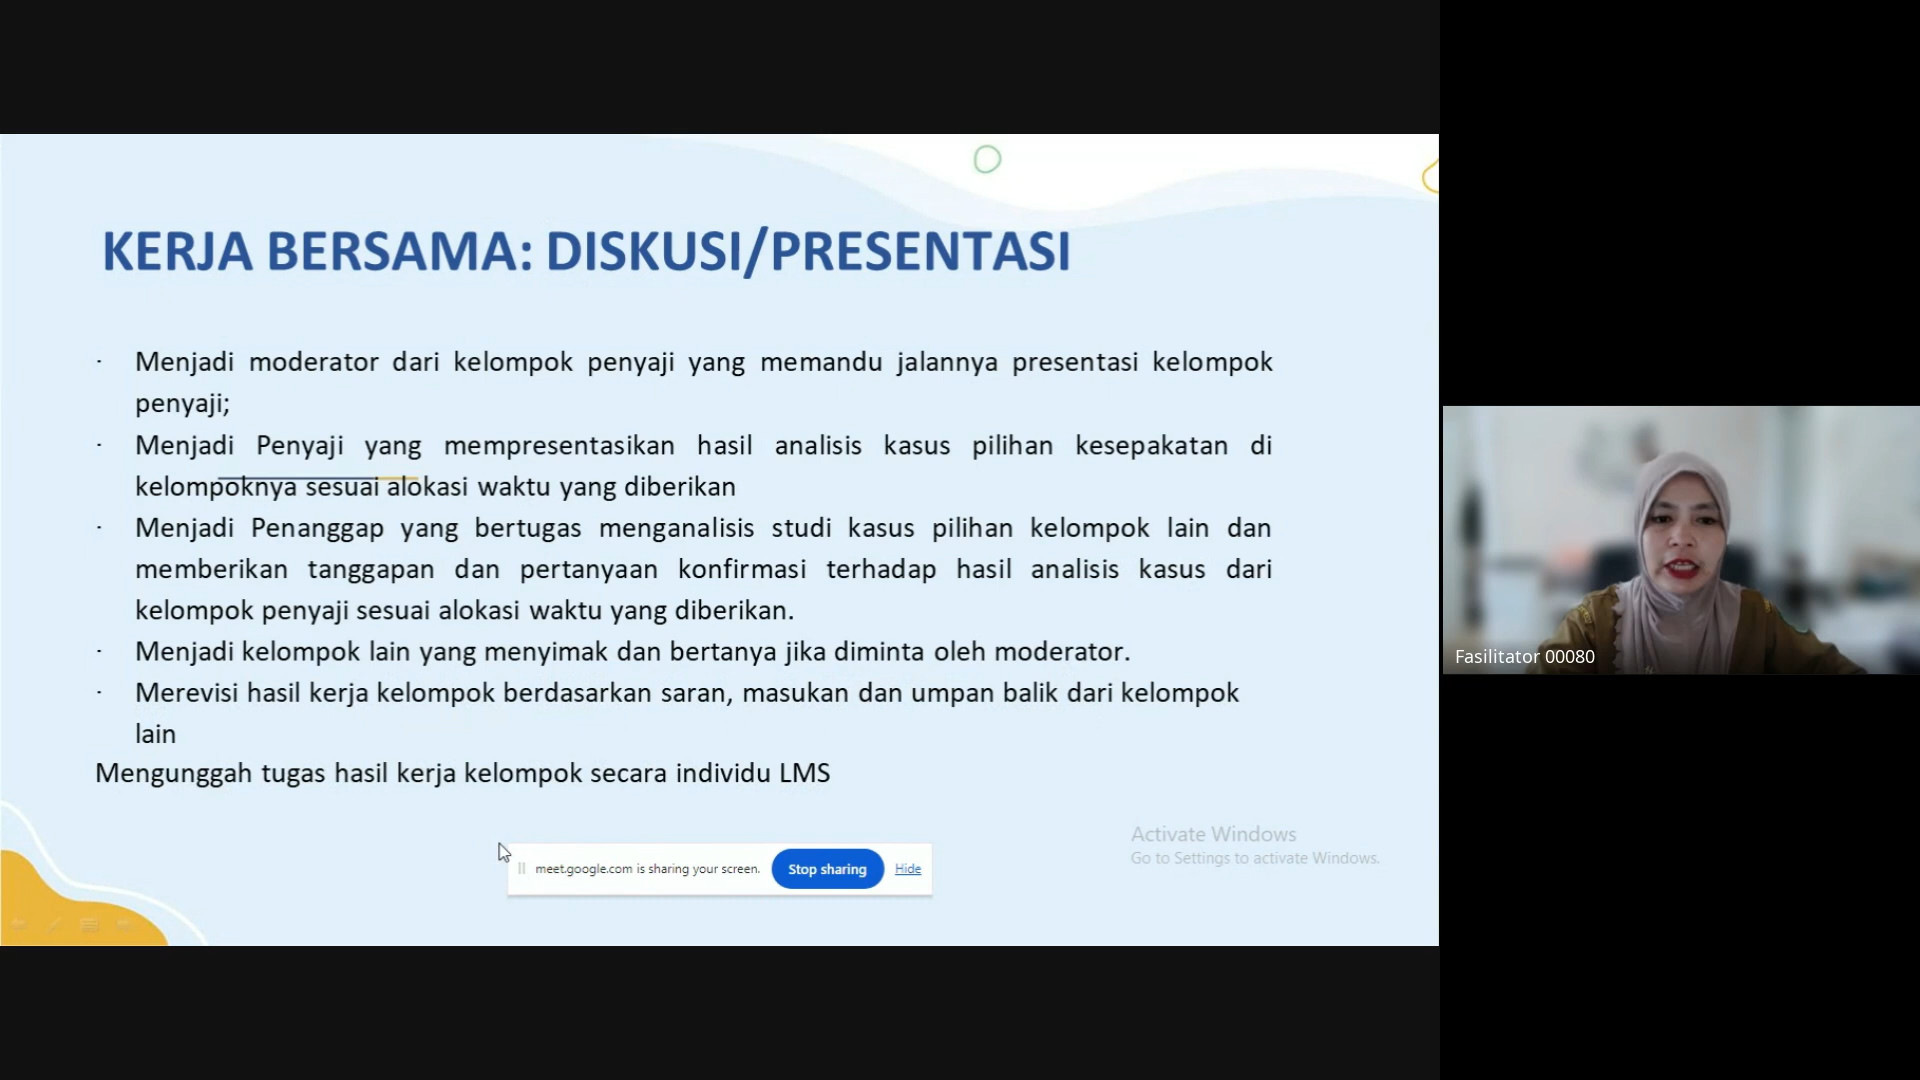 KERJA BERSAMA: DISKUSI/PRESENTASI
· Menjadi moderator dari kelompok penyaji yang memandu jalannya presentasi kelompok
penyaji;
· Menjadi Penyaji yang mempresentasikan hasil analisis kasus pilihan kesepakatan di
kelompoknya sesuai alokasi waktu yang diberikan
· Menjadi Penanggap yang bertugas menganalisis studi kasus pilihan kelompok lain dan
memberikan tanggapan dan pertanyaan konfirmasi terhadap hasil analisis kasus dari
kelompok penyaji sesuai alokasi waktu yang diberikan.
· Menjadi kelompok lain yang menyimak dan bertanya jika diminta oleh moderator.
· Merevisi hasil kerja kelompok berdasarkan saran, masukan dan umpan balik dari kelompok
lain
Mengunggah tugas hasil kerja kelompok secara individu LMS
Activate Windows
Go to Settings to activate Windows.
meet.google.com is sharing your screen. Stop sharing Hide
Fasilitator 00080